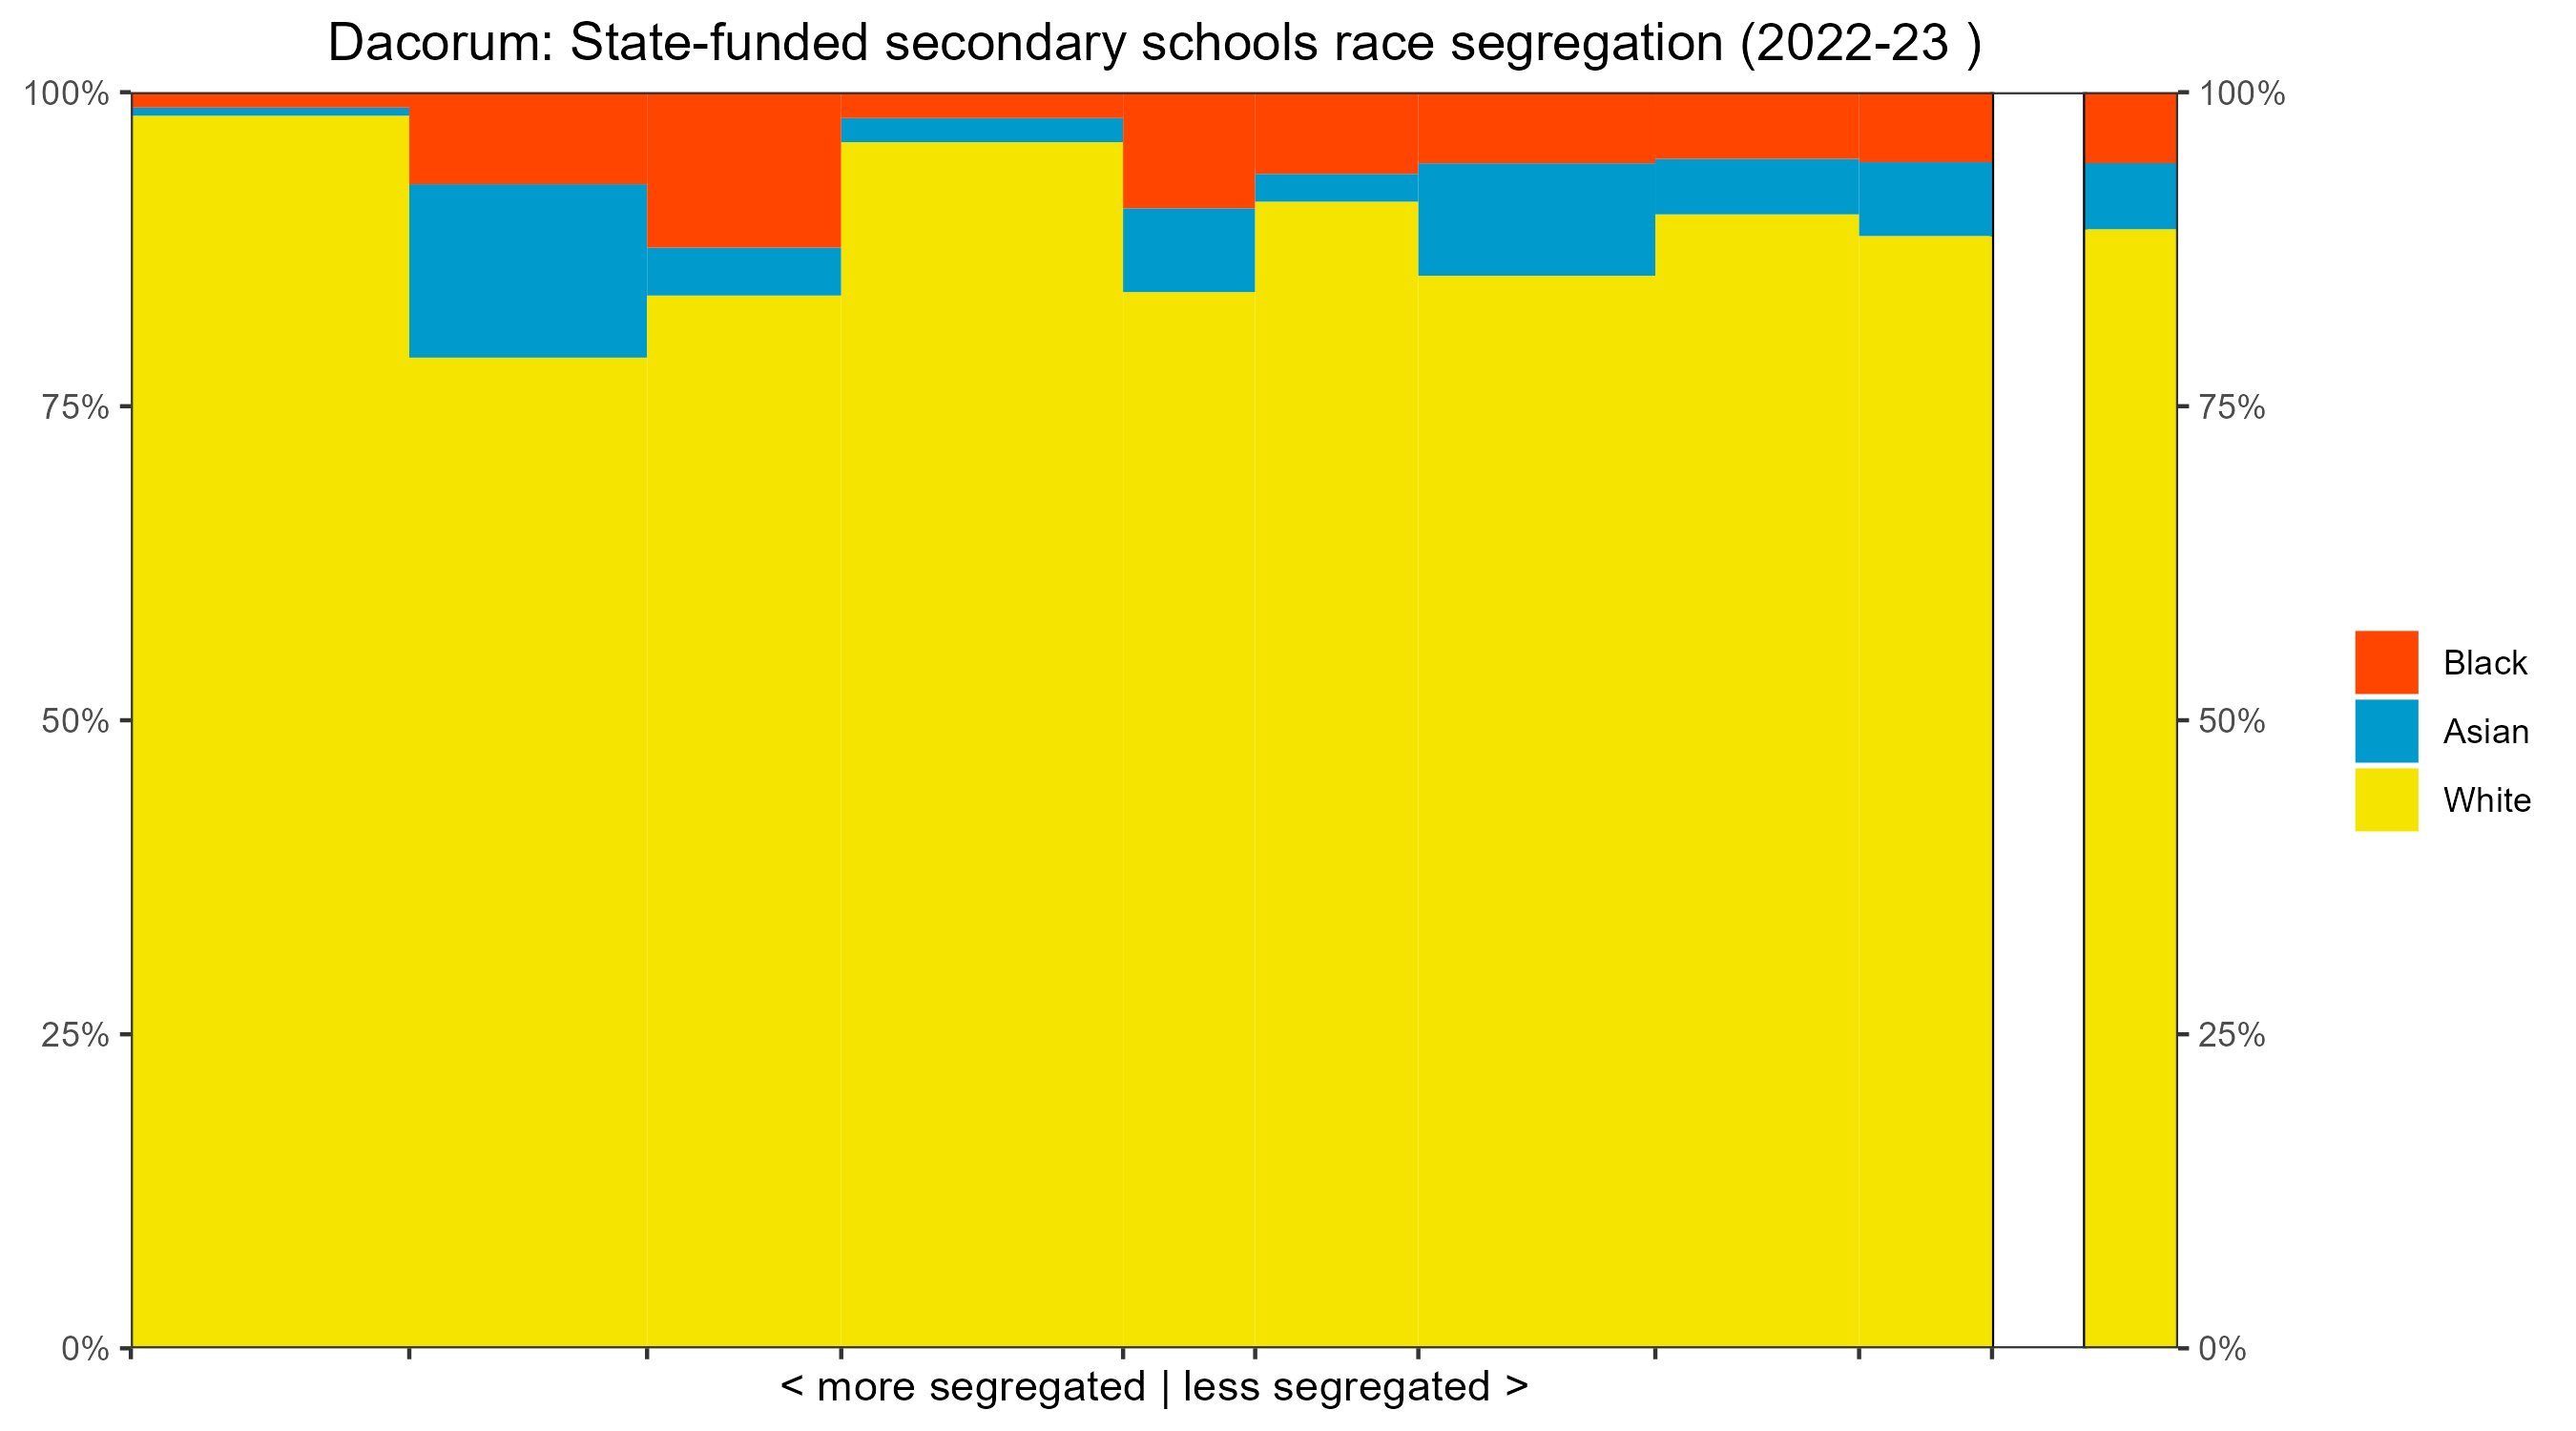 Dacorum: State-funded secondary schools race segregation (2022-23 )
100%
75%
50%
25%
0%
100%
75%
50%
25%
0%
Black
Asian
White
< more segregated | less segregated >